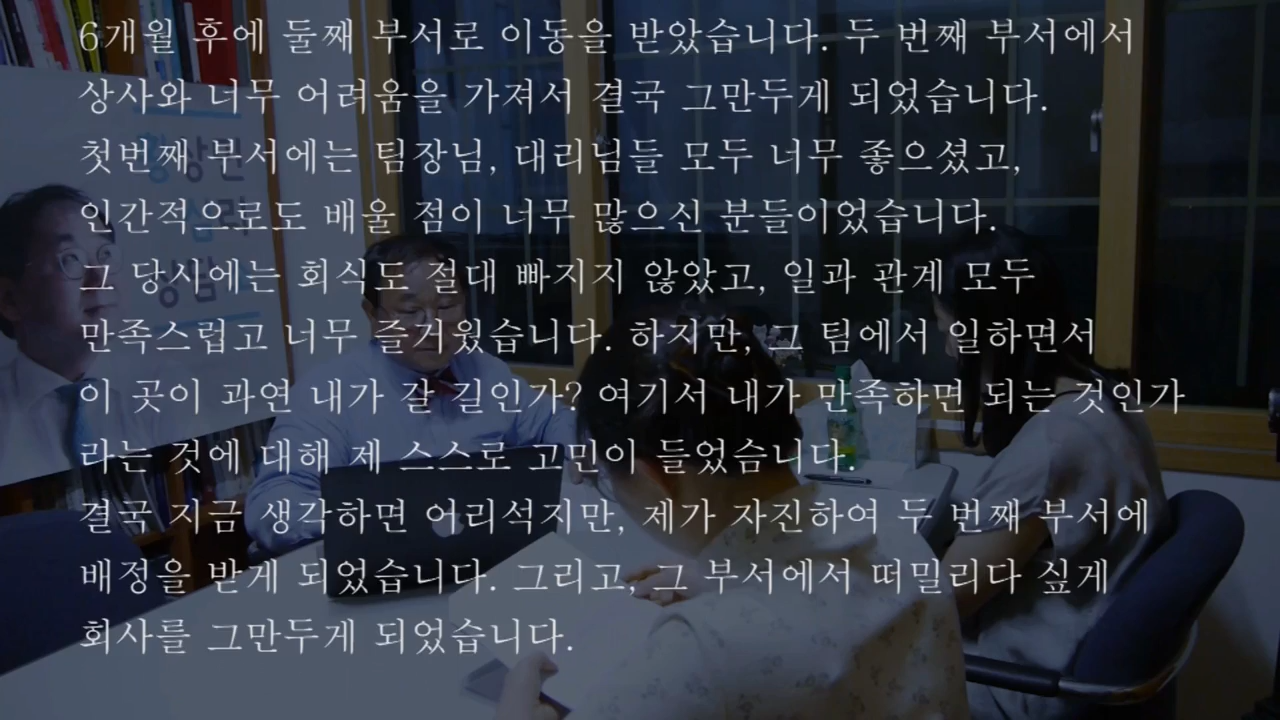 6개월 후에 둘째 부서로 이동을 받았습니다. 두 번째 부서에서
상사와 너무 어려움을 가져서 결국 그만두게 되었습니다.
첫번째 부서에는 팀장님, 대리님들 모두 너무 좋으셨고,
인간적으로도 배울 점이 너무 많으신 분들이었습니다.
그 당시에는 회식도 절대 빠지지 않았고, 일과 관계 모두
만족스럽고 너무 즐거웠습니다. 하지만, 그 팀에서 일하면서
이 곳이 과연 내가 갈 길인가? 여기서 내가 만족하면 되는 것인가
라는 것에 대해 제 스스로 고민이 들었슴니다.
결국 지금 생각하면 어리석지만, 제가 자진하여 두 번째 부서에
배정을 받게 되었습니다. 그리고, 그 부서에서 떠밀리다 싶게
회사를 그만두게 되었습니다.